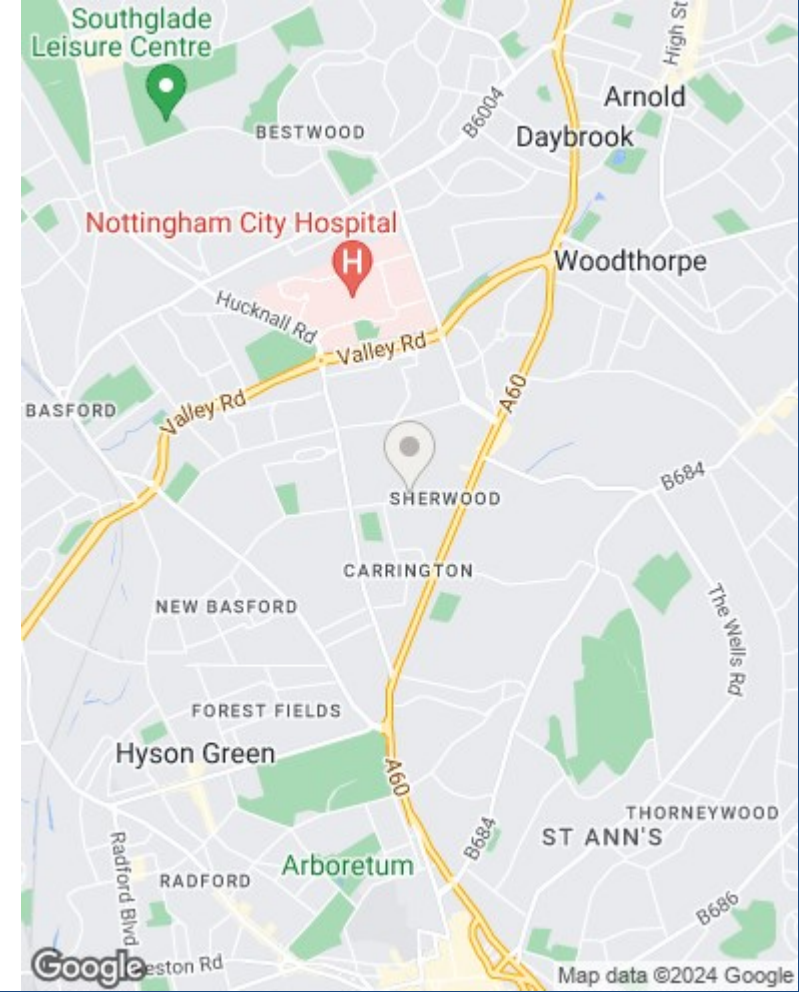 Southglade
Leisure Centre
High St
Arnold
B6004
BESTWOOD
Daybrook
Nottingham City Hospital
H
Woodthorpe
Hucknall Rd
Valley Rd
A60
Valley Rd
BASFORD
B684
SHERWOOD
CARRINGTON
The Wells Rd
NEW BASFORD
FOREST FIELDS
Hyson Green
A60
THORNEYWOOD
B684
ST ANN'S
Radford Blvd
Arboretum
RADFORD
B686
Google
eston Rd
Map data ©2024 Google